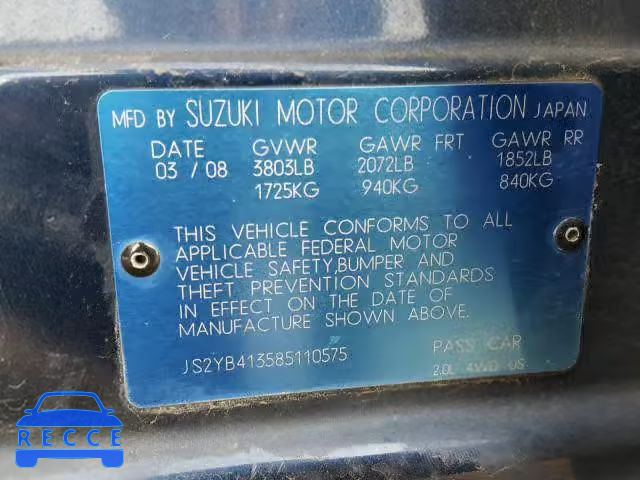 MFD BY SUZUKI MOTOR CORPORATION JAPAN
DATE GVWR GAWR FRT GAWR RR
03 / 08 3803LB 2072LB 1852LB
1725KG 940KG 840KG
THIS VEHICLE CONFORMS TO ALL
APPLICABLE FEDERAL MOTOR
VEHICLE SAFETY,BUMPER AND
THEFT PREVENTION STANDARDS
IN EFFECT ON THE DATE OF
MANUFACTURE SHOWN ABOVE.
JS2YB413585110575 PASS CAR
2.0L 4WD US
RECCE